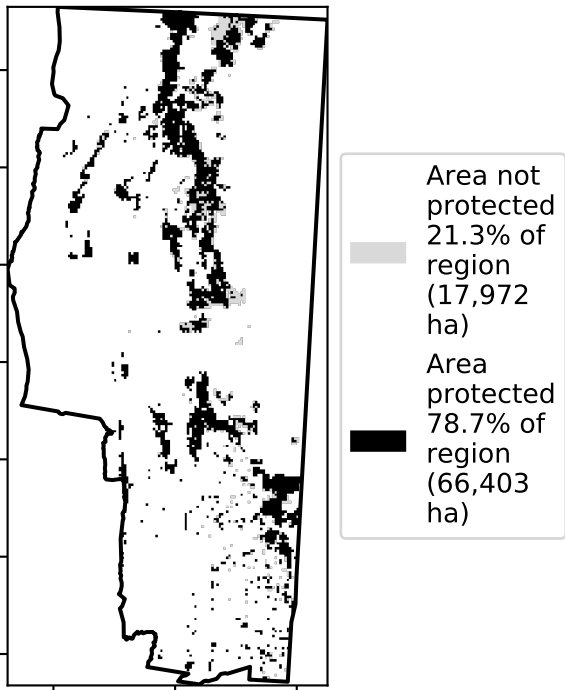 Area not
protected
21.3% of
region
(17,972
ha)
Area
protected
78.7% of
region
(66,403
ha)